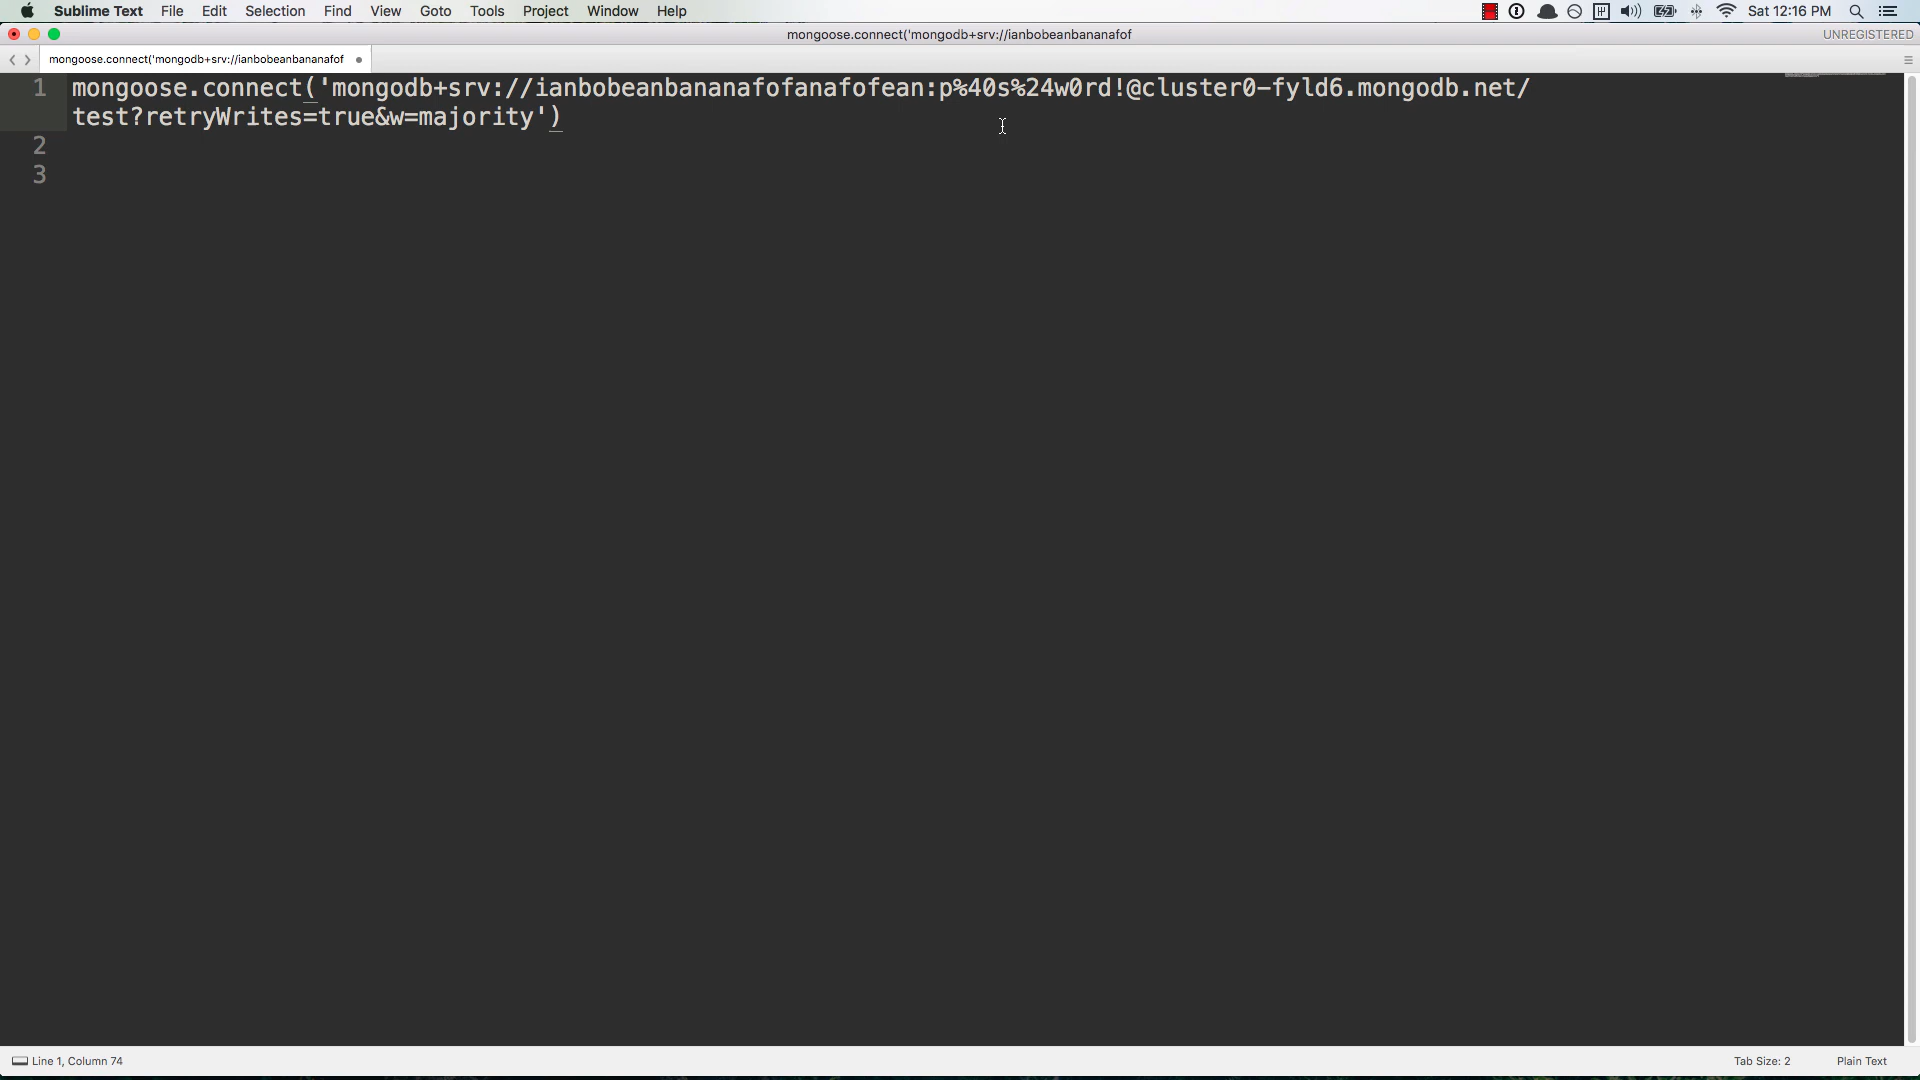 Sublime Text File Edit Selection Find View Goto Tools Project Window Help Sat 12:16 PM
mongoose.connect('mongodb+srv://ianbobeanbananafof UNREGISTERED
mongoose.connect('mongodb+srv://ianbobeanbananafof
1 mongoose.connect('mongodb+srv://ianbobeanbananafofanafofean:p%40s%24w0rd!@cluster0-fyld6.mongodb.net/
test?retryWrites=true&w=majority')
2
3
Line 1, Column 74 Tab Size: 2 Plain Text